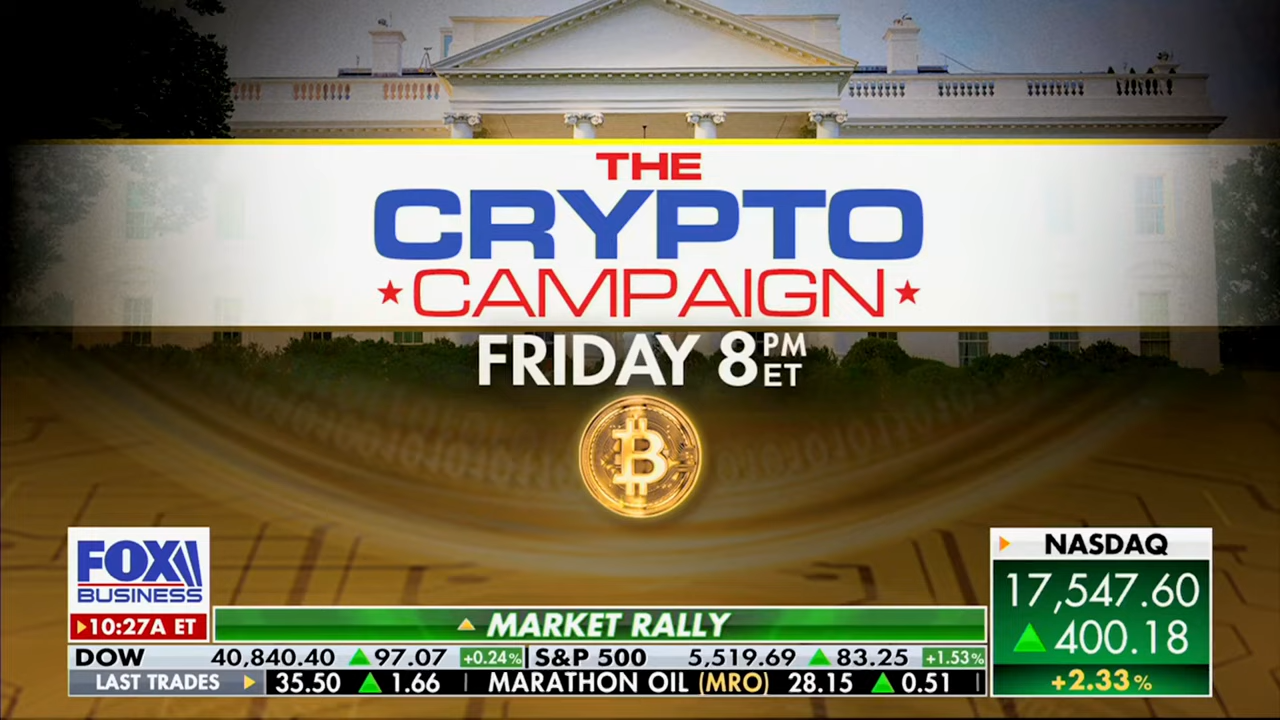 THE
CRYPTO
CAMPAIGN
FRIDAY 8 PM ET
FOX BUSINESS
10:27A ET
MARKET RALLY
DOW 40,840.40 97.07 +0.24% S&P 500 5,519.69 83.25 +1.53%
LAST TRADES 35.50 1.66 MARATHON OIL (MRO) 28.15 0.51
NASDAQ
17,547.60
400.18
+2.33%